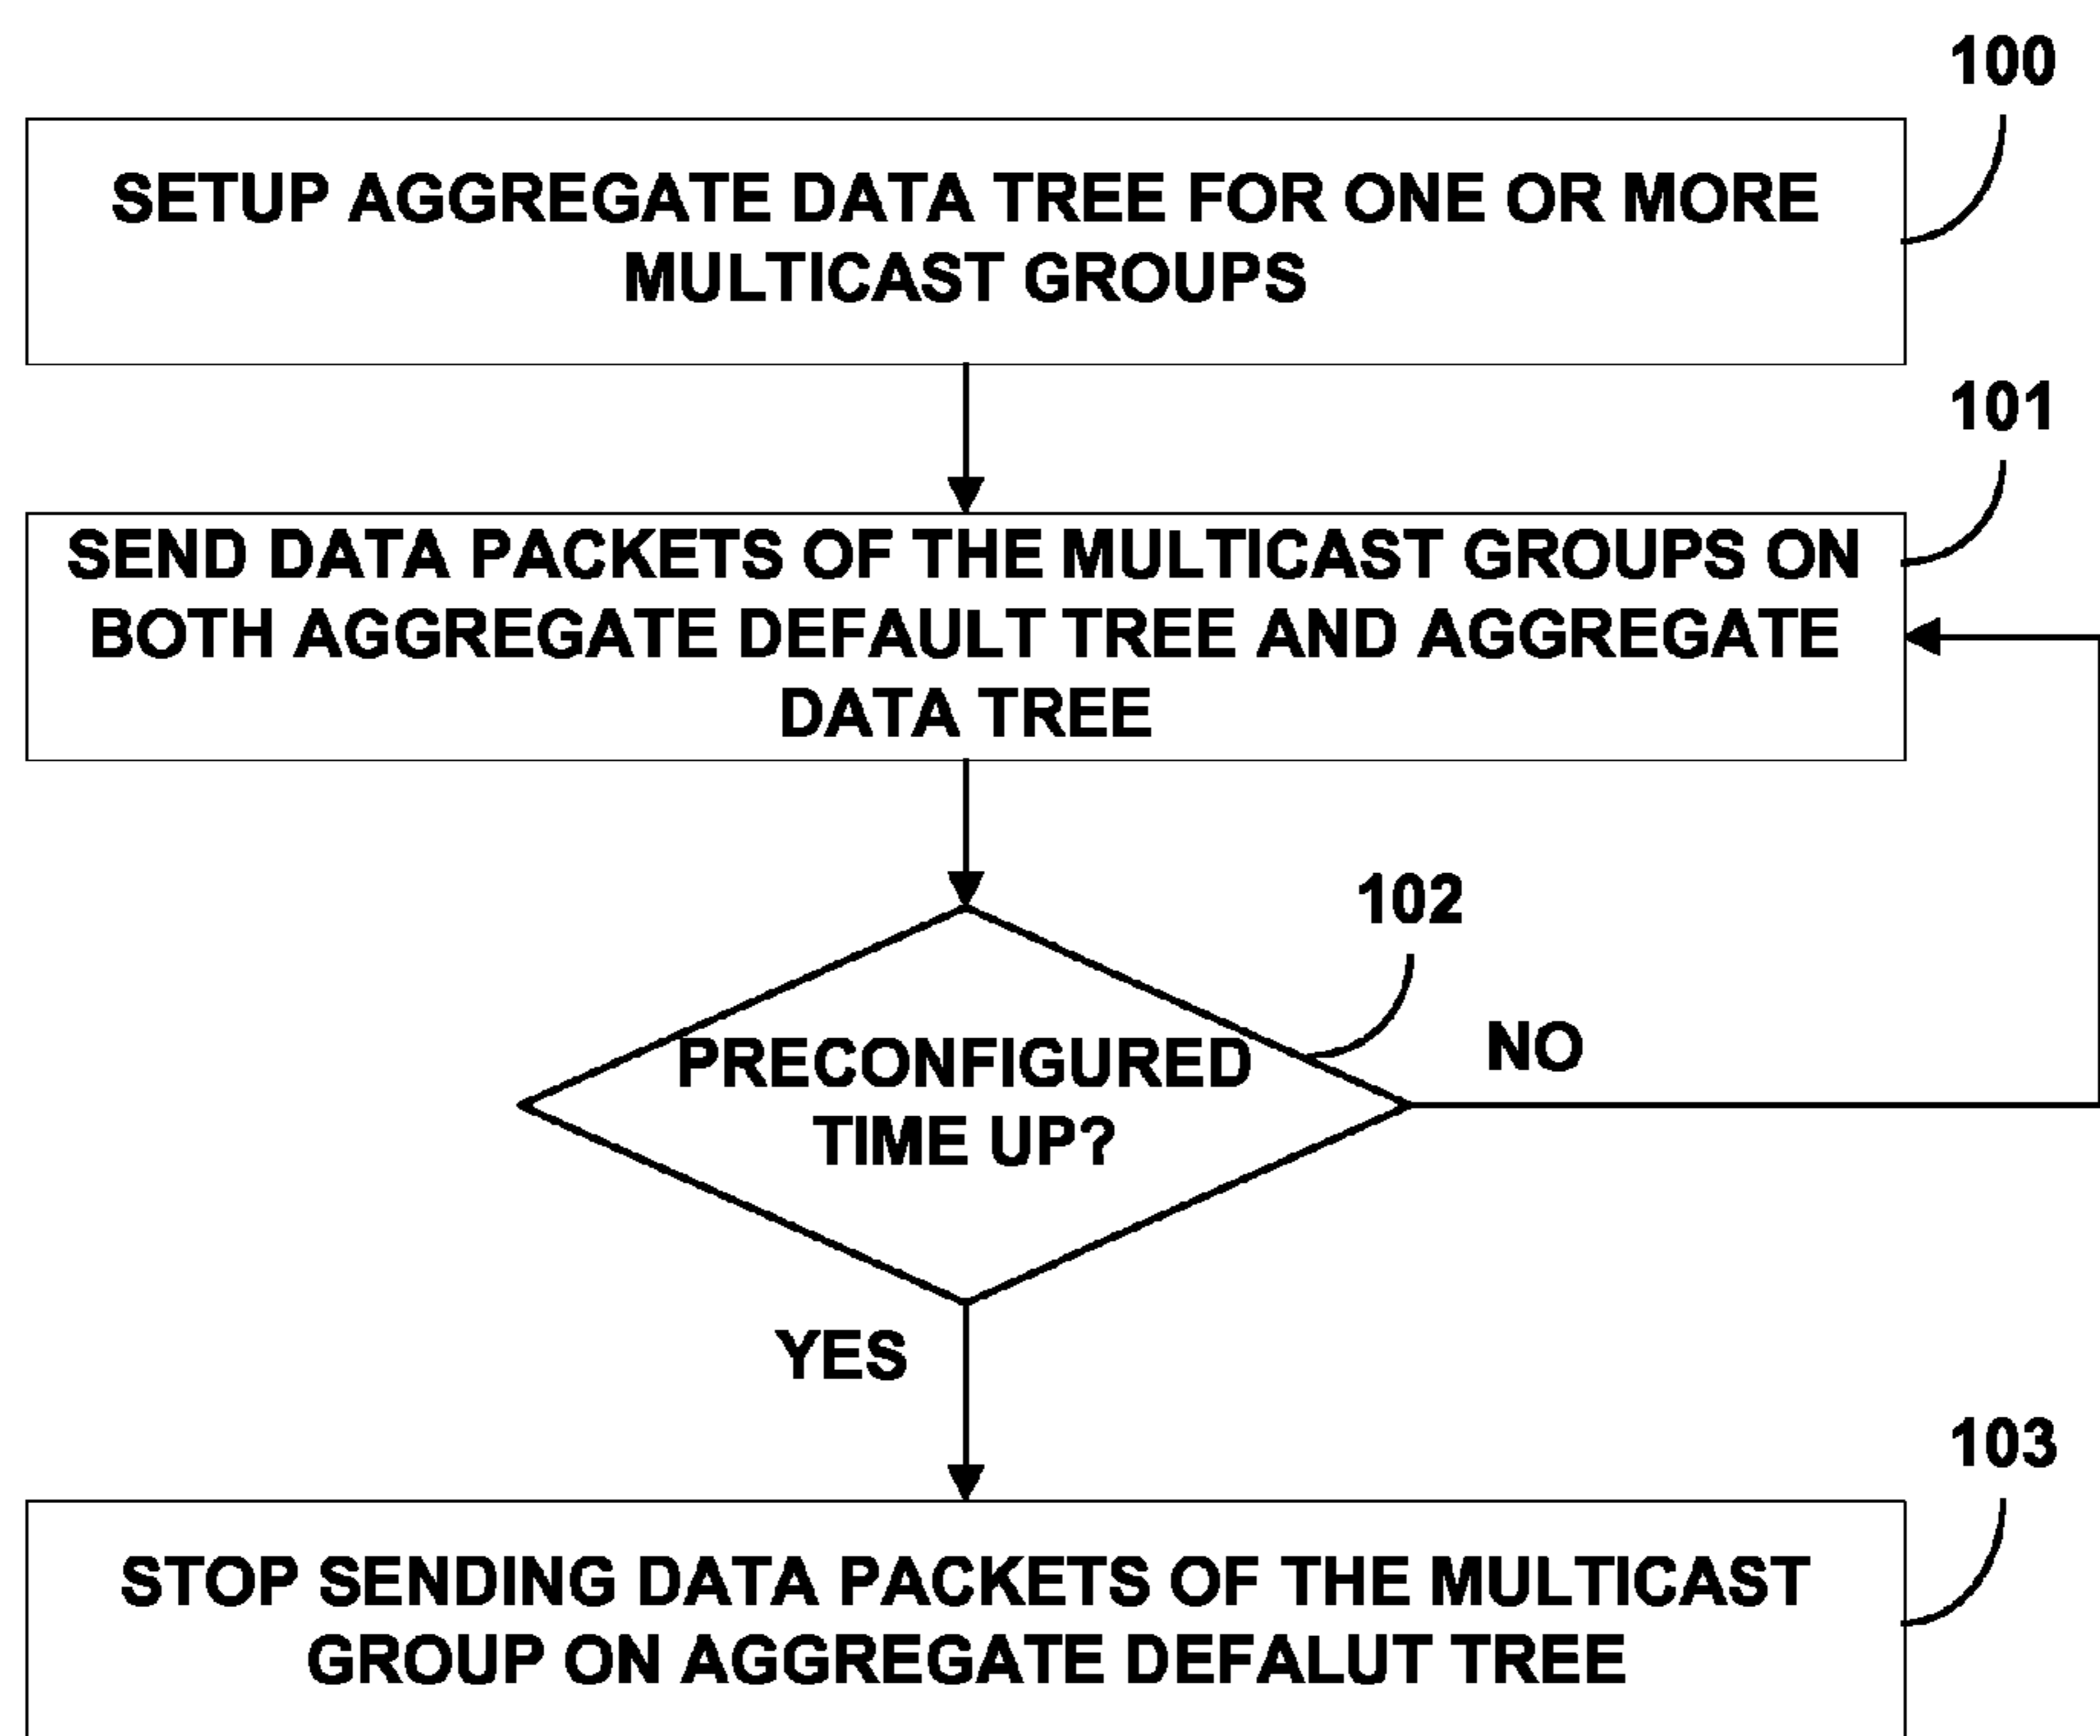 100
SETUP AGGREGATE DATA TREE FOR ONE OR MORE
MULTICAST GROUPS
101
SEND DATA PACKETS OF THE MULTICAST GROUPS ON
BOTH AGGREGATE DEFAULT TREE AND AGGREGATE
DATA TREE
102
PRECONFIGURED
TIME UP?
NO
YES
103
STOP SENDING DATA PACKETS OF THE MULTICAST
GROUP ON AGGREGATE DEFALUT TREE